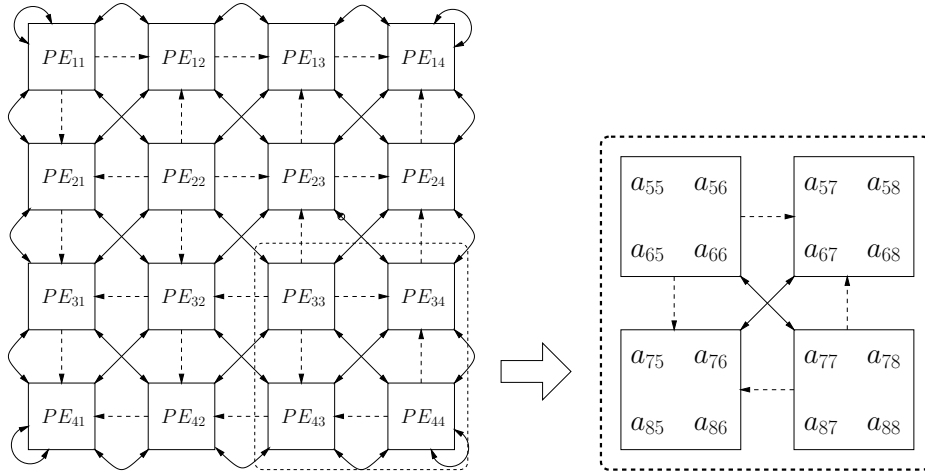 PE₁₁ PE₁₂ PE₁₃ PE₁₄
PE₂₁ PE₂₂ PE₂₃ PE₂₄
PE₃₁ PE₃₂ PE₃₃ PE₃₄
PE₄₁ PE₄₂ PE₄₃ PE₄₄
a₅₅ a₅₆ a₅₇ a₅₈
a₆₅ a₆₆ a₆₇ a₆₈
a₇₅ a₇₆ a₇₇ a₇₈
a₈₅ a₈₆ a₈₇ a₈₈